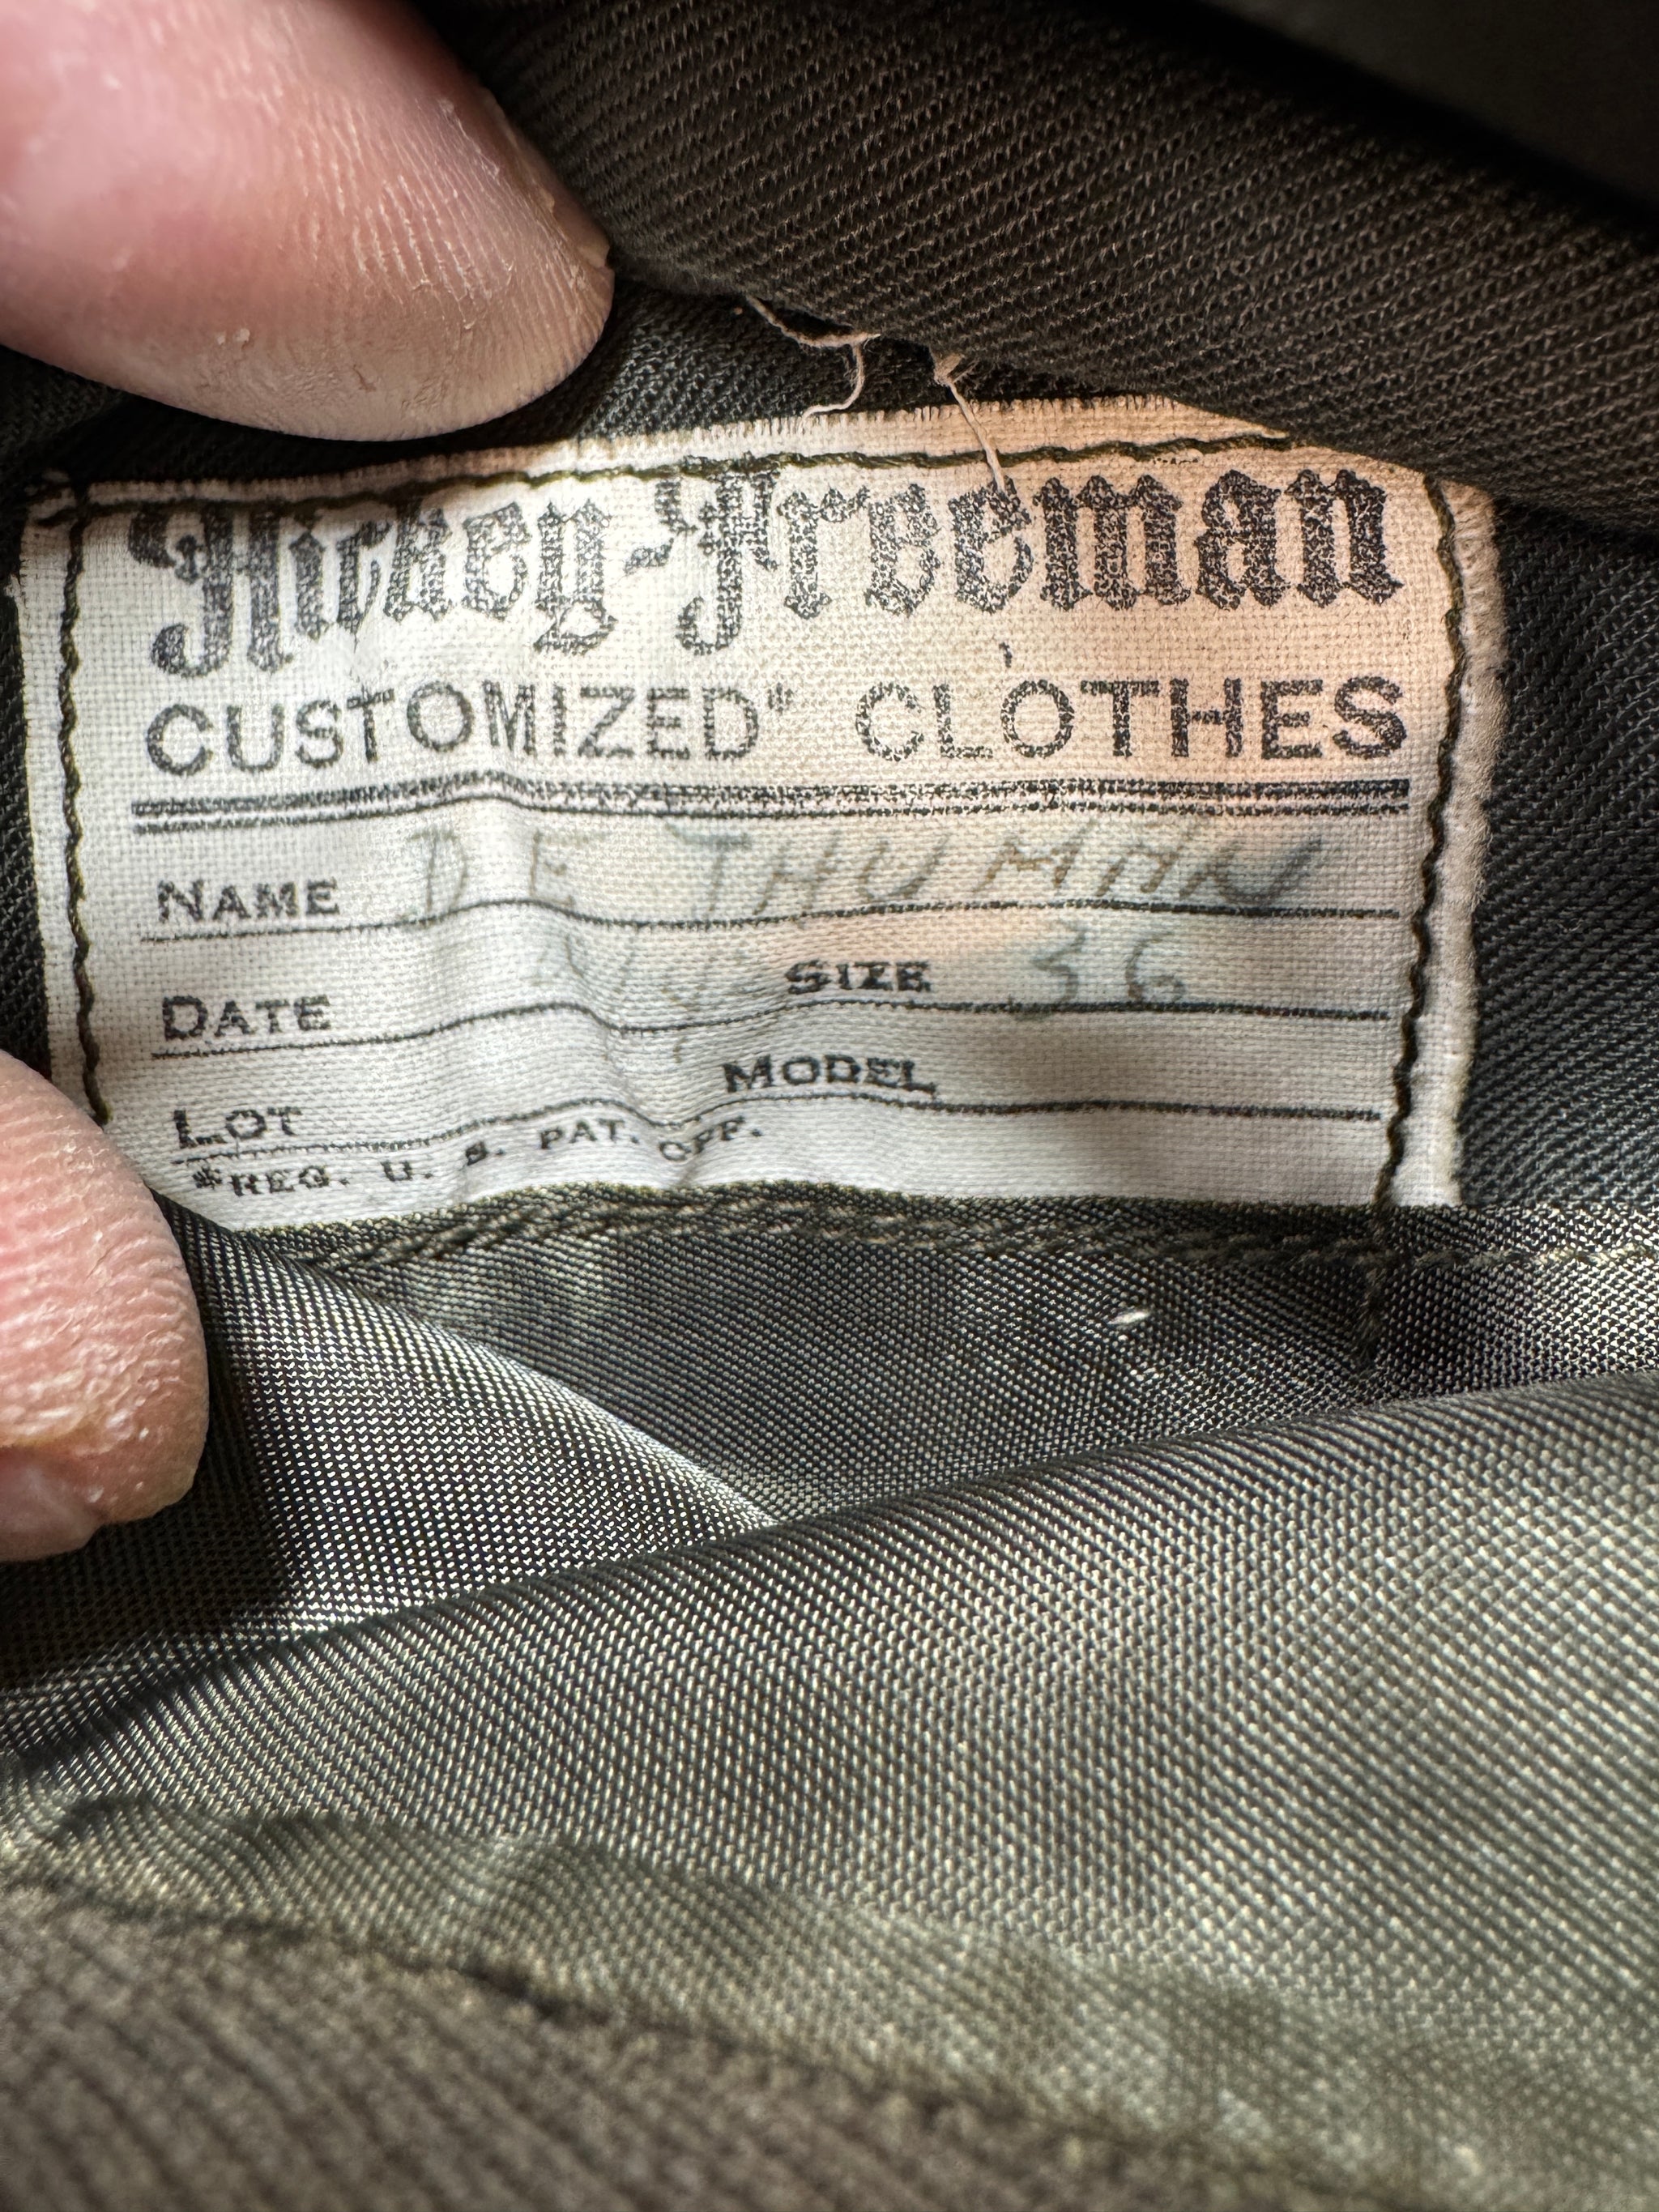 Hickey-Freeman
CUSTOMIZED* CLOTHES
NAME D E THUMAN
DATE SIZE 36
LOT MODEL
*REG. U. S. PAT. OFF.